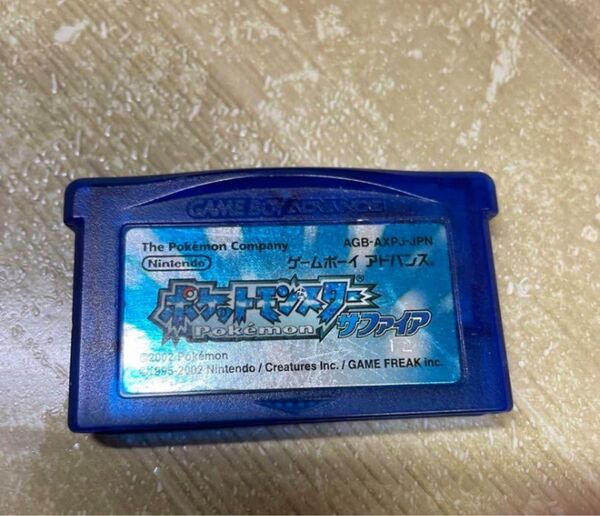 GAME BOY ADVANCE
The Pokémon Company AGB-AXPJ-JPN
Nintendo ゲームボーイ アドバンス®
ポケットモンスター®
Pokémon サファイア
©2002 Pokémon
©1995-2002 Nintendo / Creatures Inc. / GAME FREAK inc.